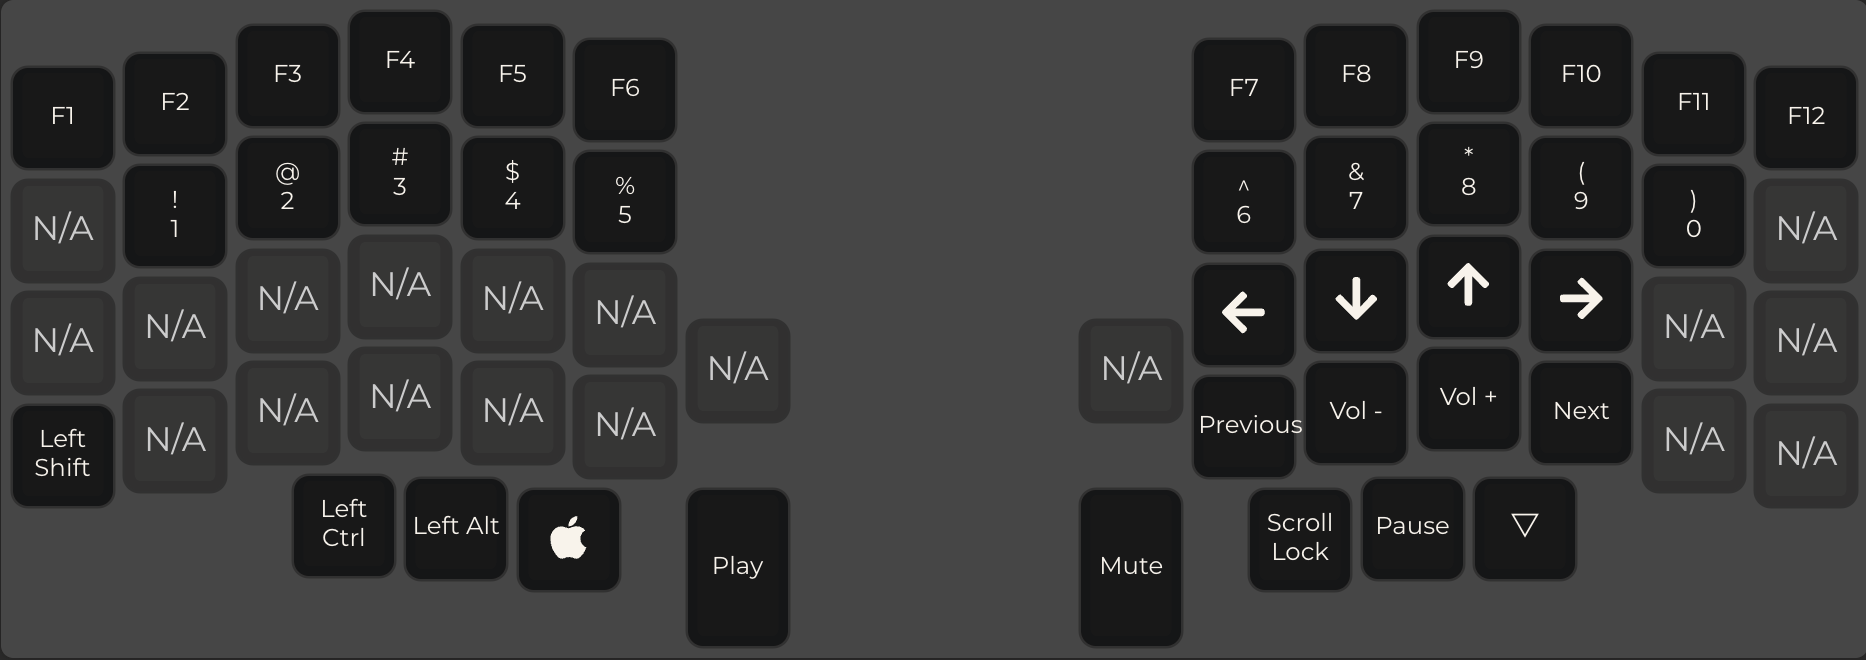 F1
F2
F3
F4
F5
F6
F7
F8
F9
F10
F11
F12
N/A
!
1
@
2
#
3
$
4
%
5
^
6
&
7
*
8
(
9
)
0
N/A
N/A
N/A
N/A
N/A
N/A
N/A
N/A
N/A
←
↓
↑
→
N/A
N/A
Left
Shift
N/A
N/A
N/A
N/A
N/A
Previous
Vol -
Vol +
Next
N/A
N/A
Left
Ctrl
Left Alt
Play
Mute
Scroll
Lock
Pause
▽